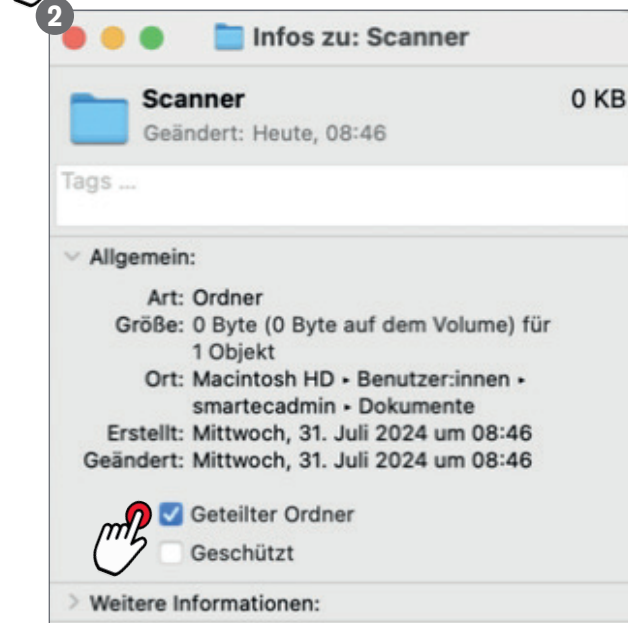 2
Infos zu: Scanner
Scanner 0 KB
Geändert: Heute, 08:46
Tags ...
Allgemein:
Art: Ordner
Größe: 0 Byte (0 Byte auf dem Volume) für
1 Objekt
Ort: Macintosh HD ▸ Benutzer:innen ▸
smartecadmin ▸ Dokumente
Erstellt: Mittwoch, 31. Juli 2024 um 08:46
Geändert: Mittwoch, 31. Juli 2024 um 08:46
Geteilter Ordner
Geschützt
Weitere Informationen: